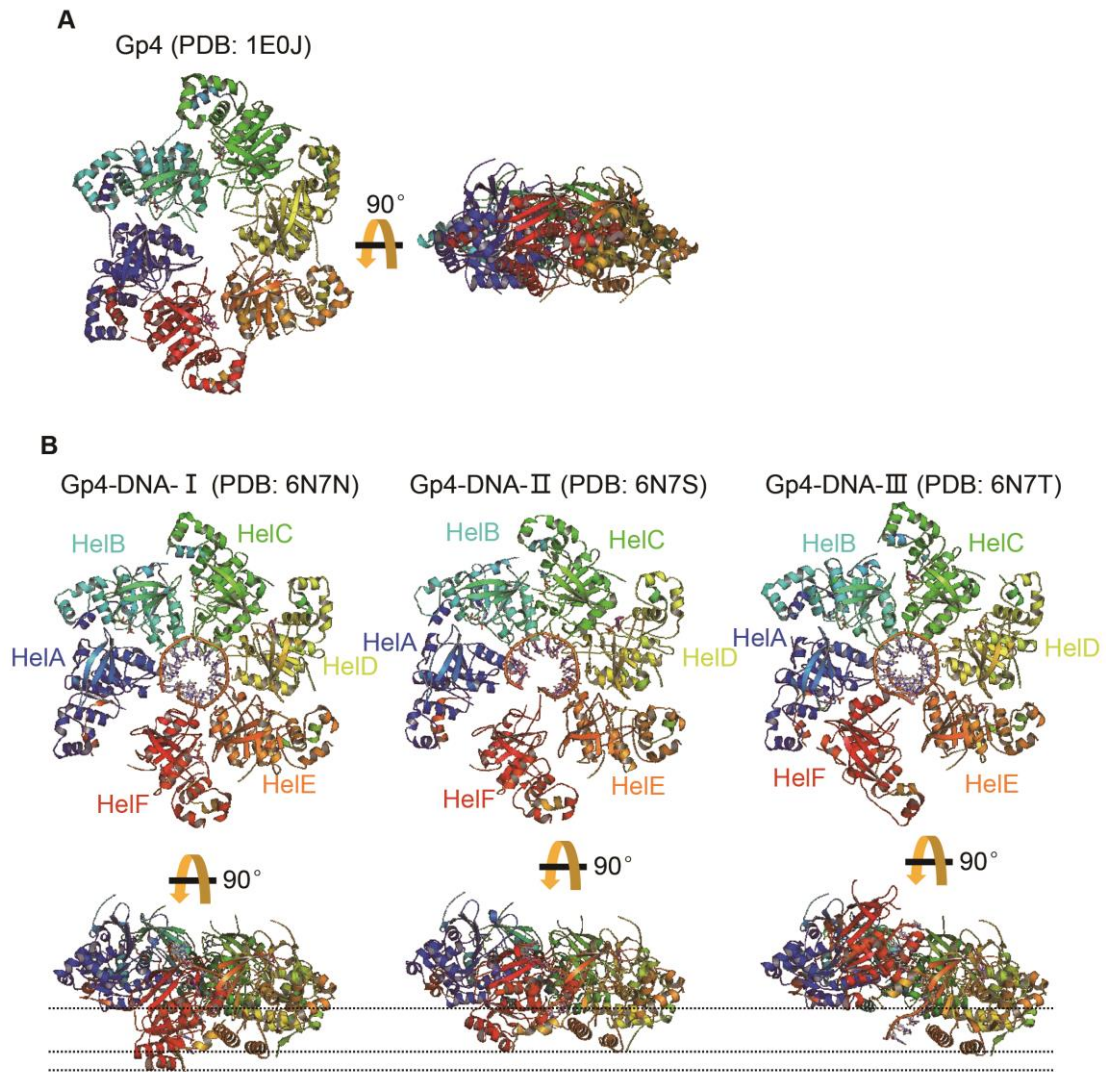 A
Gp4 (PDB: 1E0J)
90°
B
Gp4-DNA-Ⅰ (PDB: 6N7N)
Gp4-DNA-Ⅱ (PDB: 6N7S)
Gp4-DNA-Ⅲ (PDB: 6N7T)
HelB
HelC
HelA
HelD
HelF
HelE
HelB
HelC
HelA
HelD
HelF
HelE
HelB
HelC
HelA
HelD
HelF
HelE
90°
90°
90°